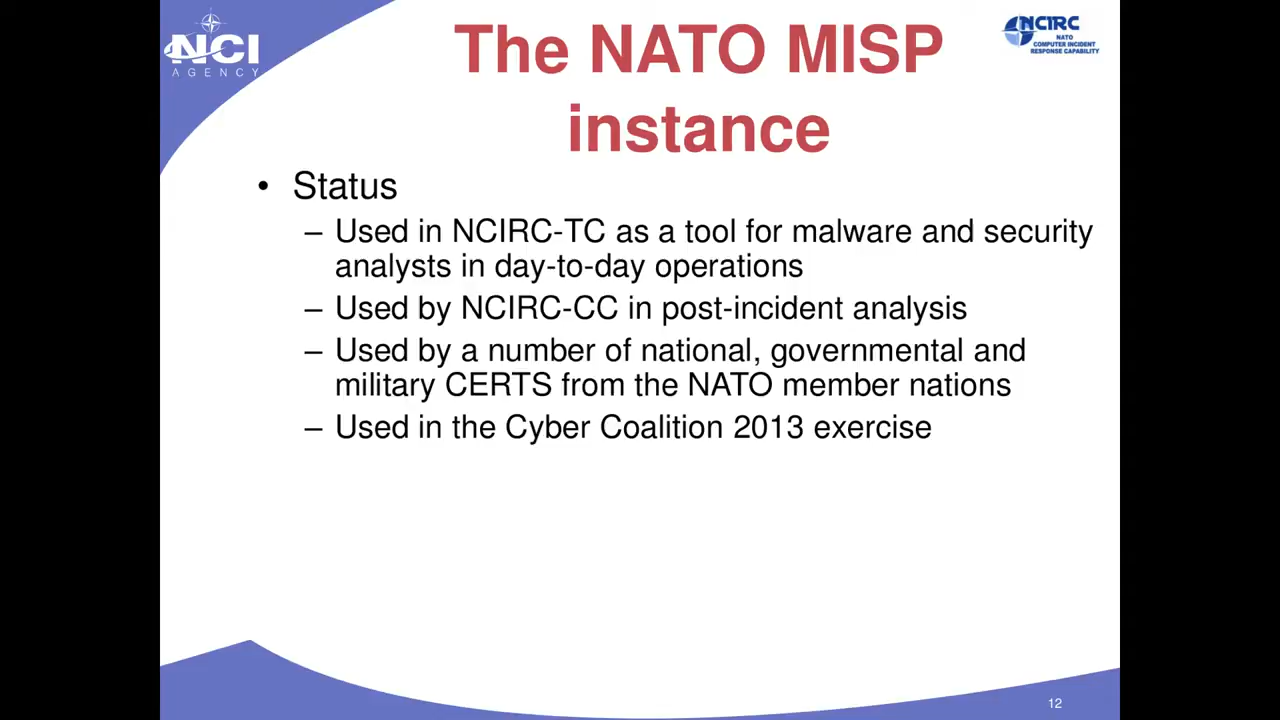 NCI
AGENCY
The NATO MISP
instance
NCIRC
NATO
COMPUTER INCIDENT
RESPONSE CAPABILITY
• Status
– Used in NCIRC-TC as a tool for malware and security
analysts in day-to-day operations
– Used by NCIRC-CC in post-incident analysis
– Used by a number of national, governmental and
military CERTS from the NATO member nations
– Used in the Cyber Coalition 2013 exercise
12